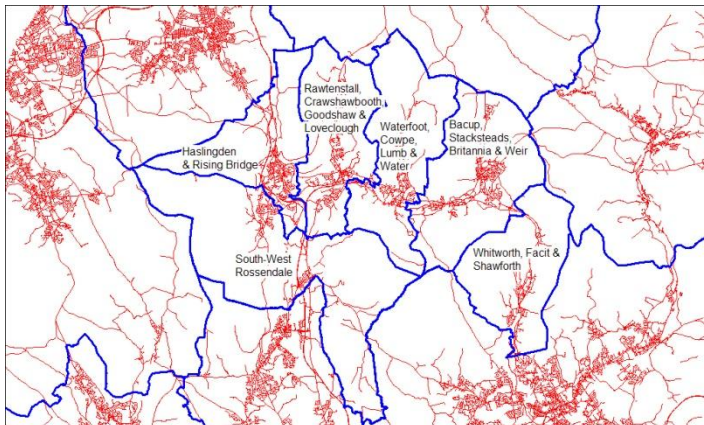 Rawtenstall,
Crawshawbooth,
Goodshaw &
Loveclough
Waterfoot,
Cowpe,
Lumb &
Water
Bacup,
Stacksteads,
Britannia & Weir
Haslingden
& Rising Bridge
South-West
Rossendale
Whitworth, Facit &
Shawforth